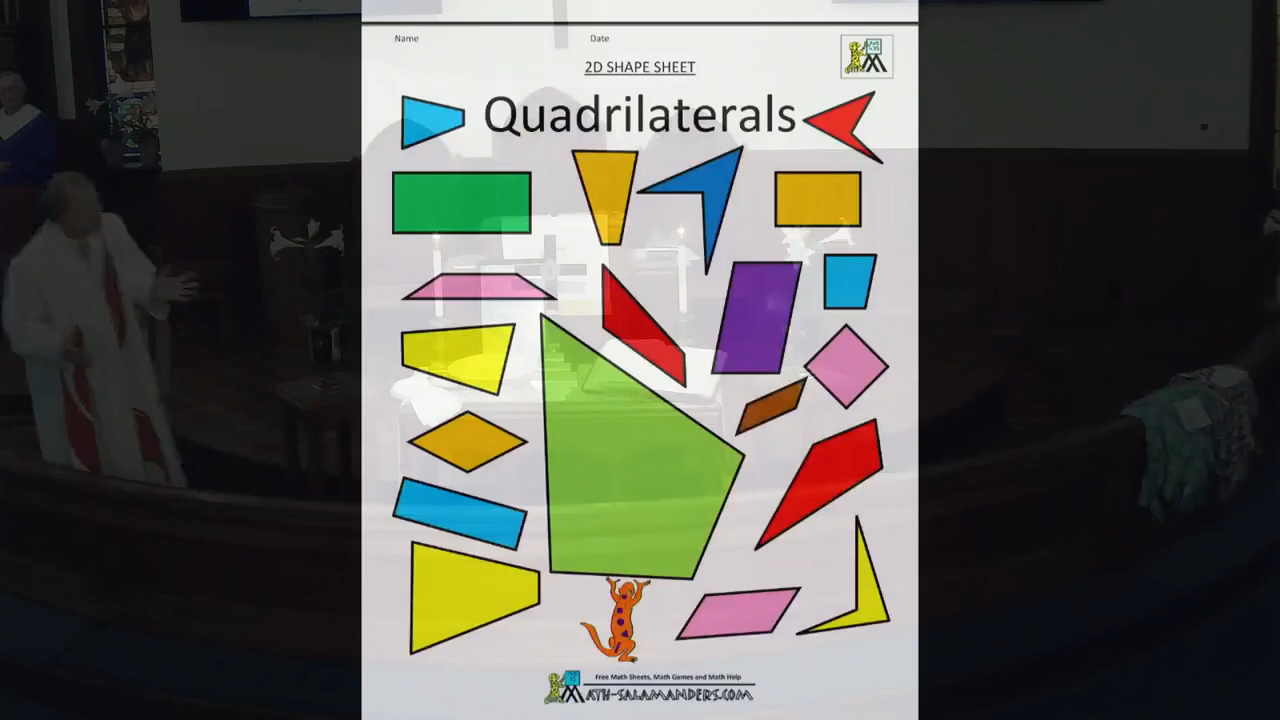 Name Date
2D SHAPE SHEET
Quadrilaterals
Free Math Sheets, Math Games and Math Help
MATH-SALAMANDERS.COM